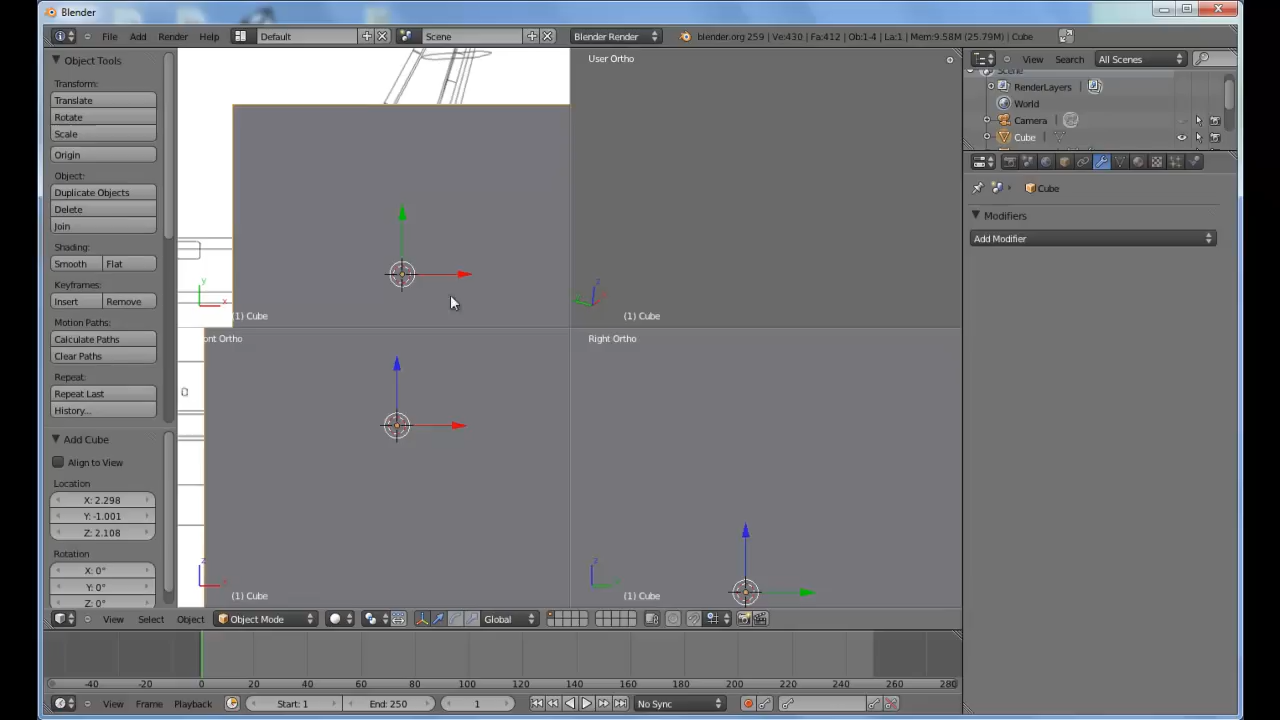 Blender
File Add Render Help Default Scene Blender Render blender.org 259 | Ve:430 | Fa:412 | Ob:1-4 | La:1 | Mem:9.58M (25.79M) | Cube
Object Tools
Transform:
Translate
Rotate
Scale
Origin
Object:
Duplicate Objects
Delete
Join
Shading:
Smooth Flat
Keyframes:
Insert Remove
Motion Paths:
Calculate Paths
Clear Paths
Repeat:
Repeat Last
History...
Add Cube
Align to View
Location
X: 2.298
Y: -1.001
Z: 2.108
Rotation
X: 0°
Y: 0°
Z: 0°
y
x
(1) Cube
User Ortho
z
(1) Cube
ont Ortho
z
x
(1) Cube
Right Ortho
z
(1) Cube
View Select Object Object Mode Global
-40 -20 0 20 40 60 80 100 120 140 160 180 200 220 240 260 280
View Frame Playback Start: 1 End: 250 1 No Sync
View Search All Scenes
Scene
RenderLayers
World
Camera
Cube
Cube
Modifiers
Add Modifier